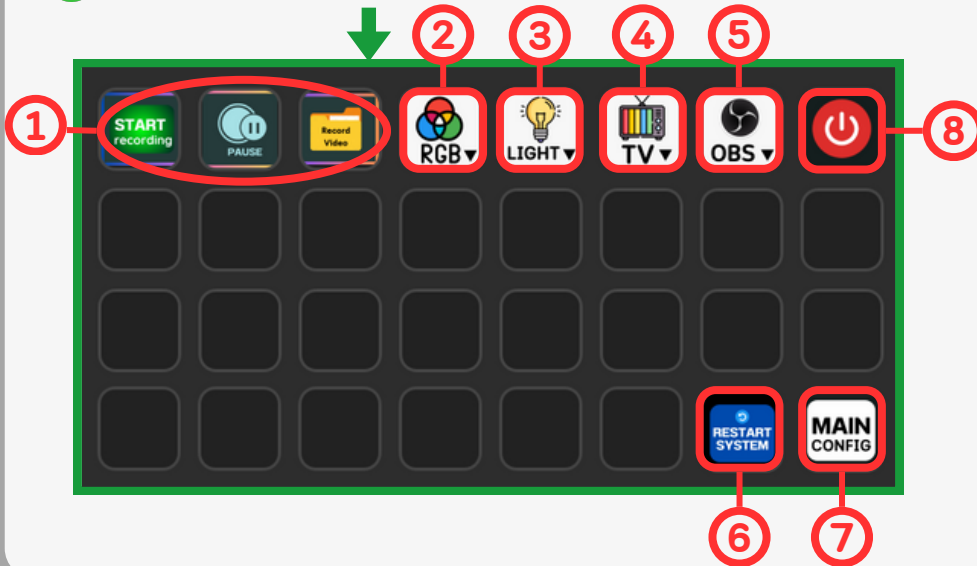 2 3 4 5
1 START recording PAUSE Record Video RGB▼ LIGHT▼ TV▼ OBS▼ 8
RESTART SYSTEM MAIN CONFIG
6 7